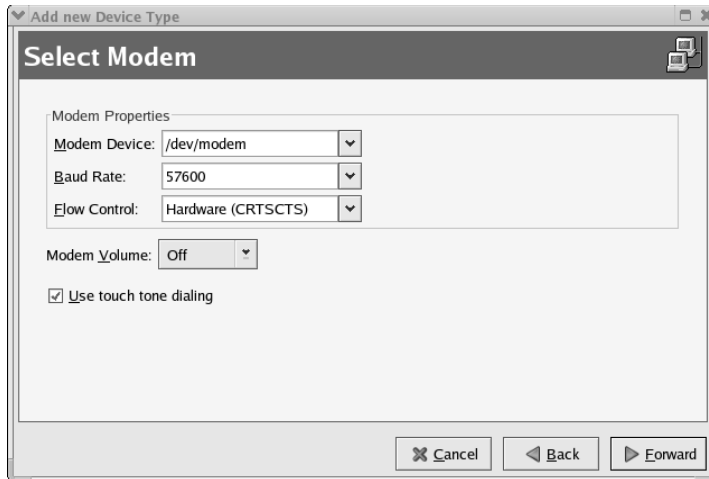 Add new Device Type
Select Modem
Modem Properties
Modem Device: /dev/modem
Baud Rate: 57600
Flow Control: Hardware (CRTSCTS)
Modem Volume: Off
Use touch tone dialing
Cancel Back Forward